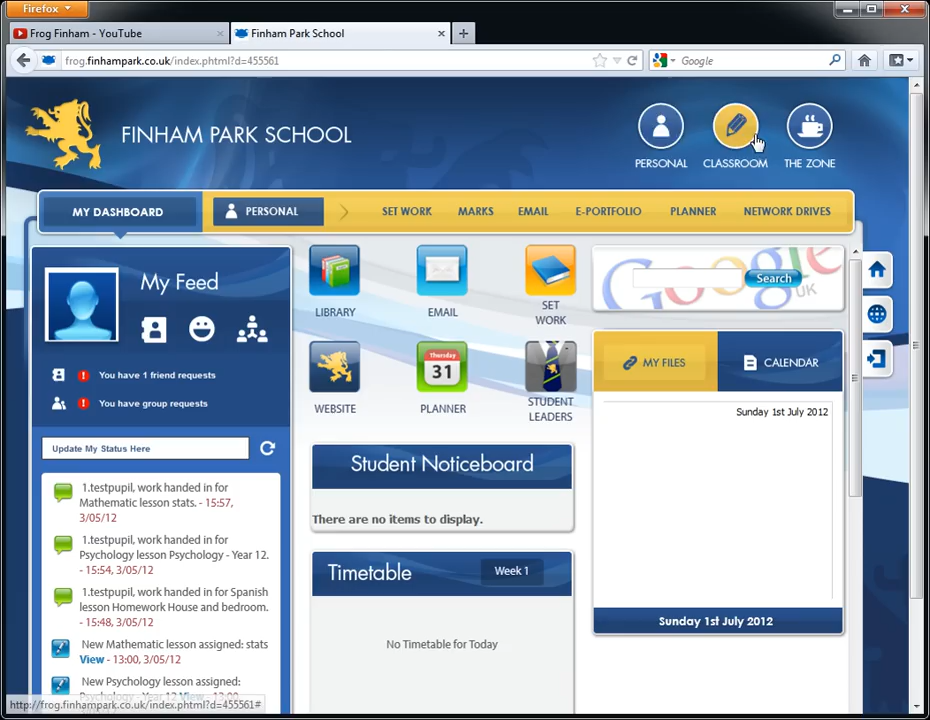 Firefox
Frog Finham - YouTube
Finham Park School
frog.finhampark.co.uk/index.phtml?d=455561
Google
FINHAM PARK SCHOOL
PERSONAL
CLASSROOM
THE ZONE
MY DASHBOARD
PERSONAL
SET WORK
MARKS
EMAIL
E-PORTFOLIO
PLANNER
NETWORK DRIVES
My Feed
You have 1 friend requests
You have group requests
Update My Status Here
1.testpupil, work handed in for
Mathematic lesson stats. - 15:57,
3/05/12
1.testpupil, work handed in for
Psychology lesson Psychology - Year 12.
- 15:54, 3/05/12
1.testpupil, work handed in for Spanish
lesson Homework House and bedroom.
- 15:48, 3/05/12
New Mathematic lesson assigned: stats
View - 13:00, 3/05/12
New Psychology lesson assigned:
Psychology - Year 12 View - 13:00,
LIBRARY
EMAIL
SET
WORK
WEBSITE
Thursday
31
PLANNER
STUDENT
LEADERS
Student Noticeboard
There are no items to display.
Timetable
Week 1
No Timetable for Today
Google
UK
Search
MY FILES
CALENDAR
Sunday 1st July 2012
Sunday 1st July 2012
http://frog.finhampark.co.uk/index.phtml?d=455561#